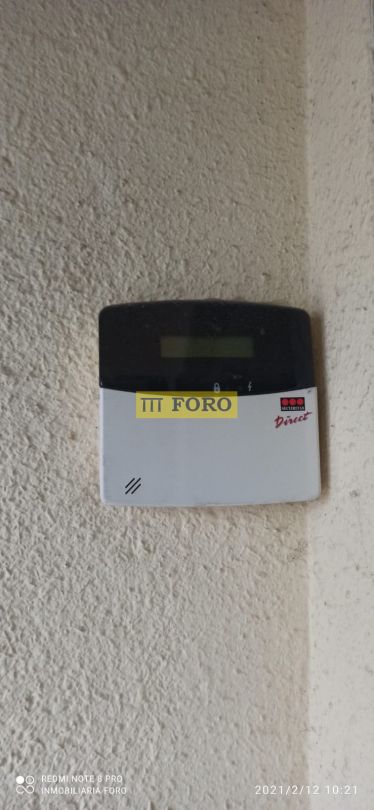 FORO
SECURITAS
Direct
REDMI NOTE 8 PRO
INMOBILIARIA FORO
2021/2/12 10:21